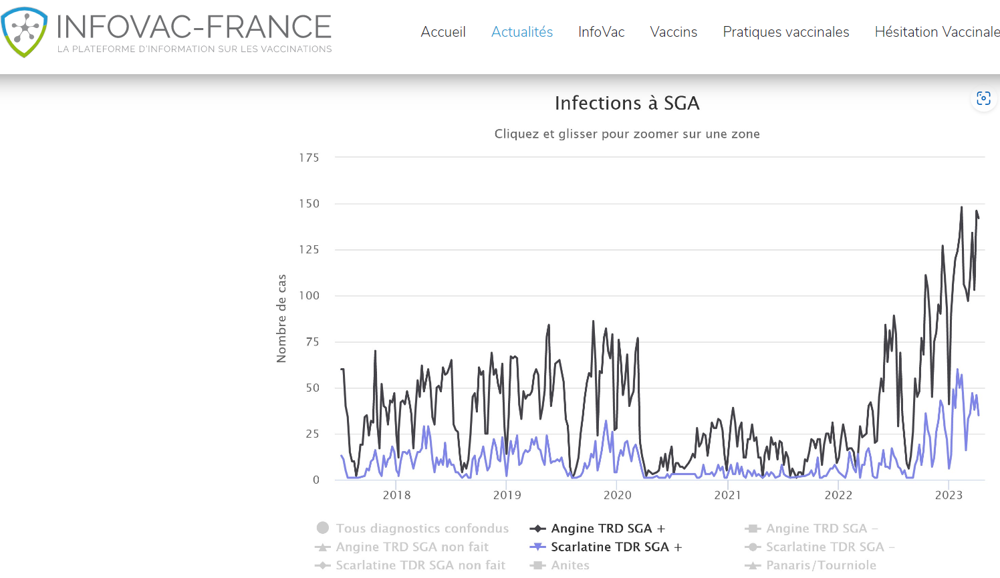 INFOVAC-FRANCE
LA PLATEFORME D'INFORMATION SUR LES VACCINATIONS
Accueil Actualités InfoVac Vaccins Pratiques vaccinales Hésitation Vaccinale
Infections à SGA
Cliquez et glisser pour zoomer sur une zone
175
150
125
100
75
50
25
0
Nombre de cas
2018 2019 2020 2021 2022 2023
Tous diagnostics confondus Angine TRD SGA + Angine TRD SGA -
Angine TRD SGA non fait Scarlatine TDR SGA + Scarlatine TDR SGA -
Scarlatine TDR SGA non fait Anites Panaris/Tourniole